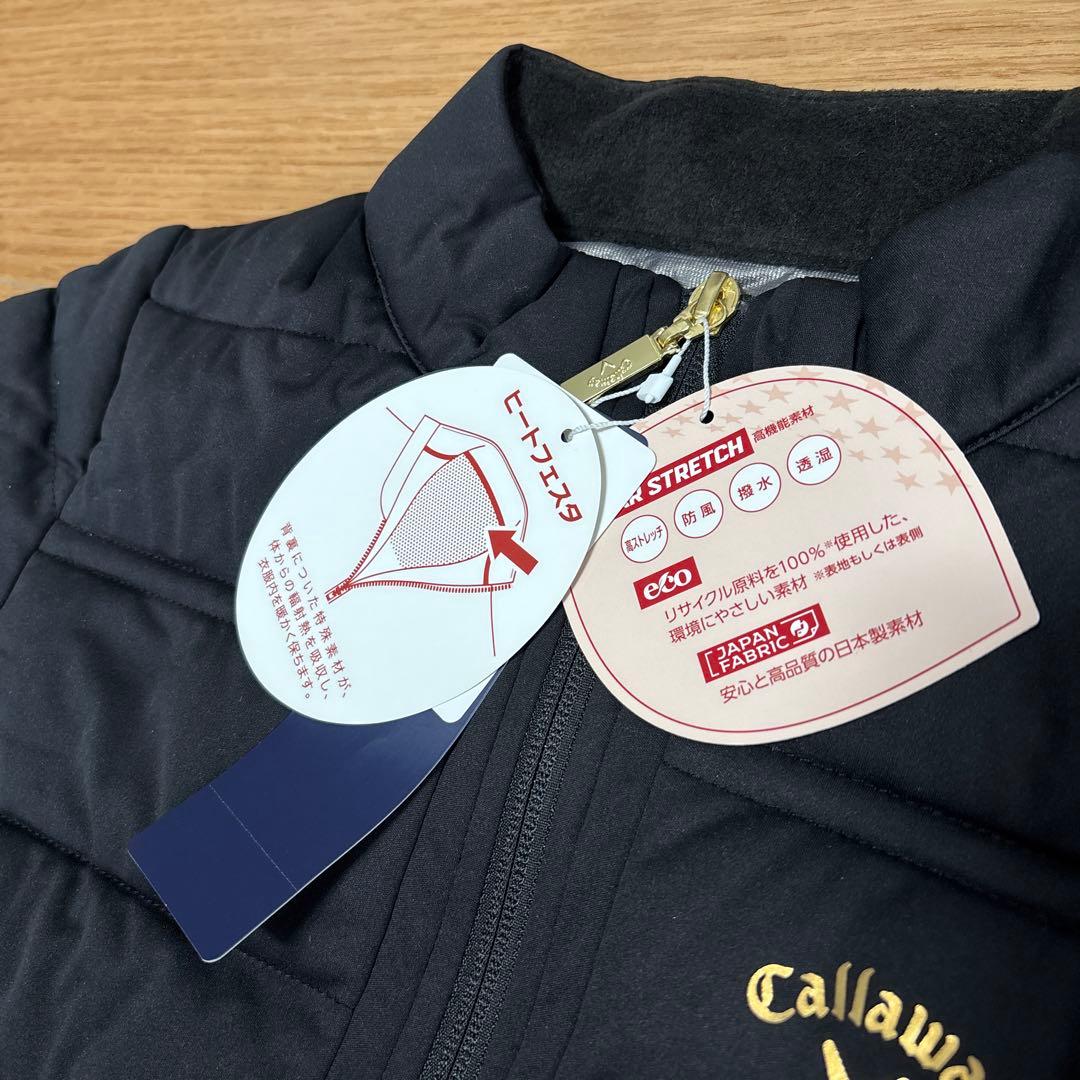 ヒートフェスタ
背裏についた特殊素材が、
体からの輻射熱を吸収し、
衣服内を暖かく保ちます。
STRETCH 高機能素材
高ストレッチ 防風 撥水 透湿
eco
リサイクル原料を100%※使用した、
環境にやさしい素材 ※表地もしくは表側
JAPAN
FABRIC
安心と高品質の日本製素材
Callaway